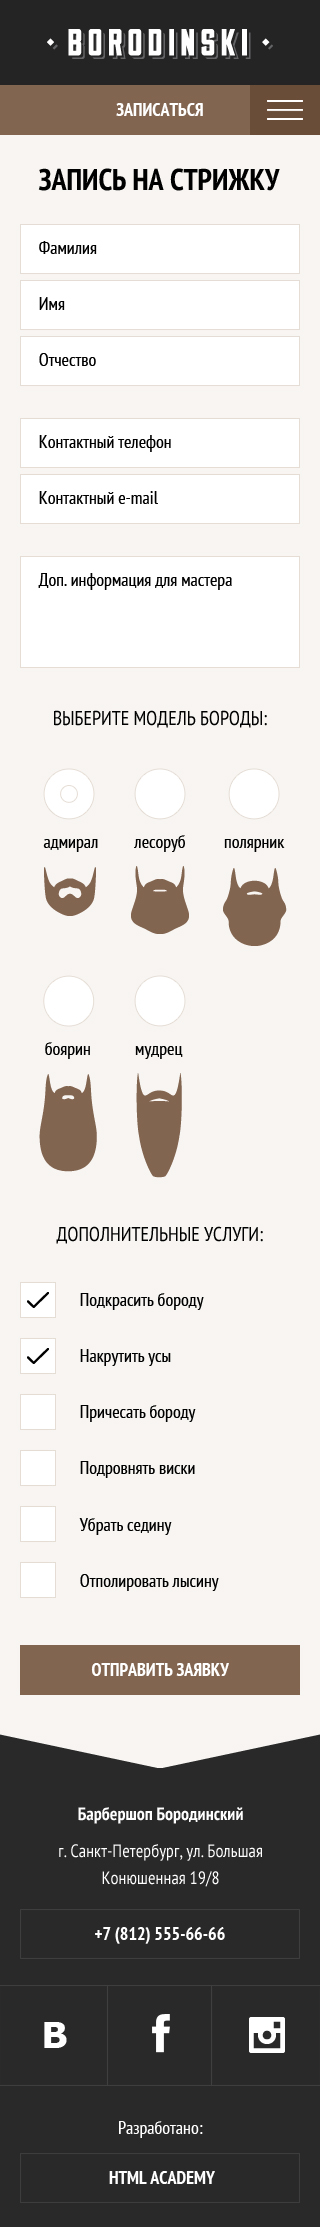 BORODINSKI
ЗАПИСАТЬСЯ
ЗАПИСЬ НА СТРИЖКУ
Фамилия
Имя
Отчество
Контактный телефон
Контактный e-mail
Доп. информация для мастера
ВЫБЕРИТЕ МОДЕЛЬ БОРОДЫ:
адмирал лесоруб полярник
боярин мудрец
ДОПОЛНИТЕЛЬНЫЕ УСЛУГИ:
Подкрасить бороду
Накрутить усы
Причесать бороду
Подровнять виски
Убрать седину
Отполировать лысину
ОТПРАВИТЬ ЗАЯВКУ
Барбершоп Бородинский
г. Санкт-Петербург, ул. Большая
Конюшенная 19/8
+7 (812) 555-66-66
В f
Разработано:
HTML ACADEMY